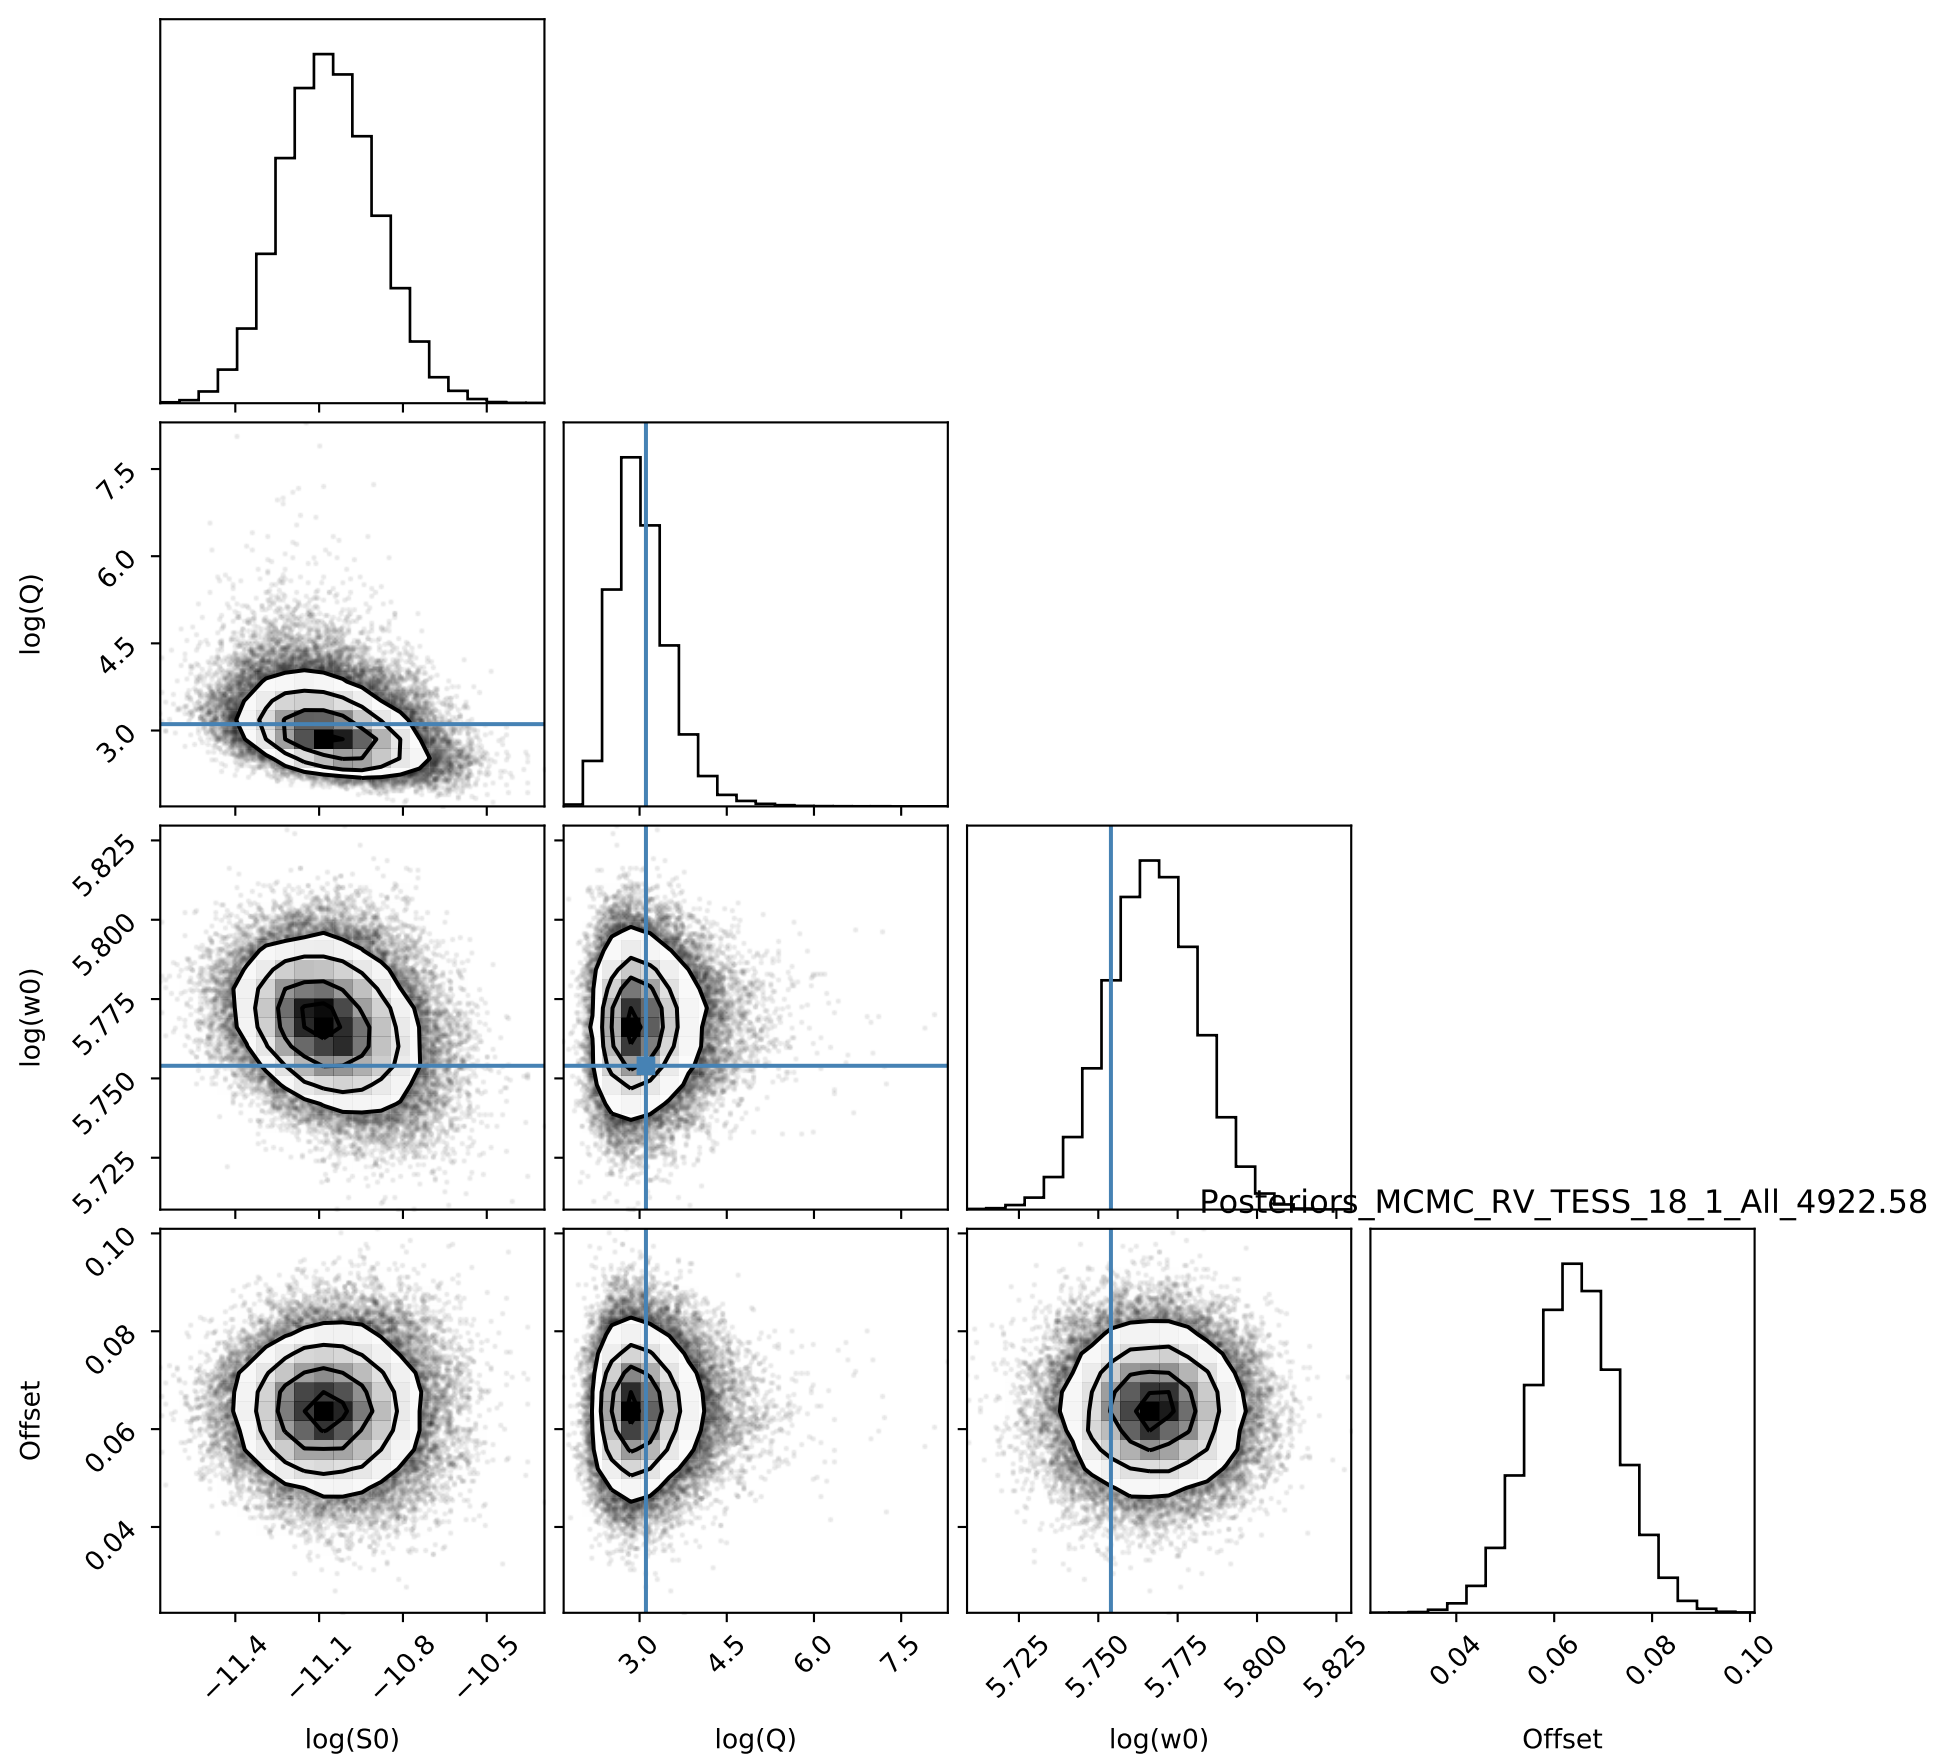 7.5
6.0
4.5
3.0
log(Q)
5.825
5.800
5.775
5.750
5.725
log(w0)
Posteriors_MCMC_RV_TESS_18_1_All_4922.58
0.10
0.08
0.06
0.04
Offset
−11.4 −11.1 −10.8 −10.5 3.0 4.5 6.0 7.5 5.725 5.750 5.775 5.800 5.825 0.04 0.06 0.08 0.10
log(S0) log(Q) log(w0) Offset